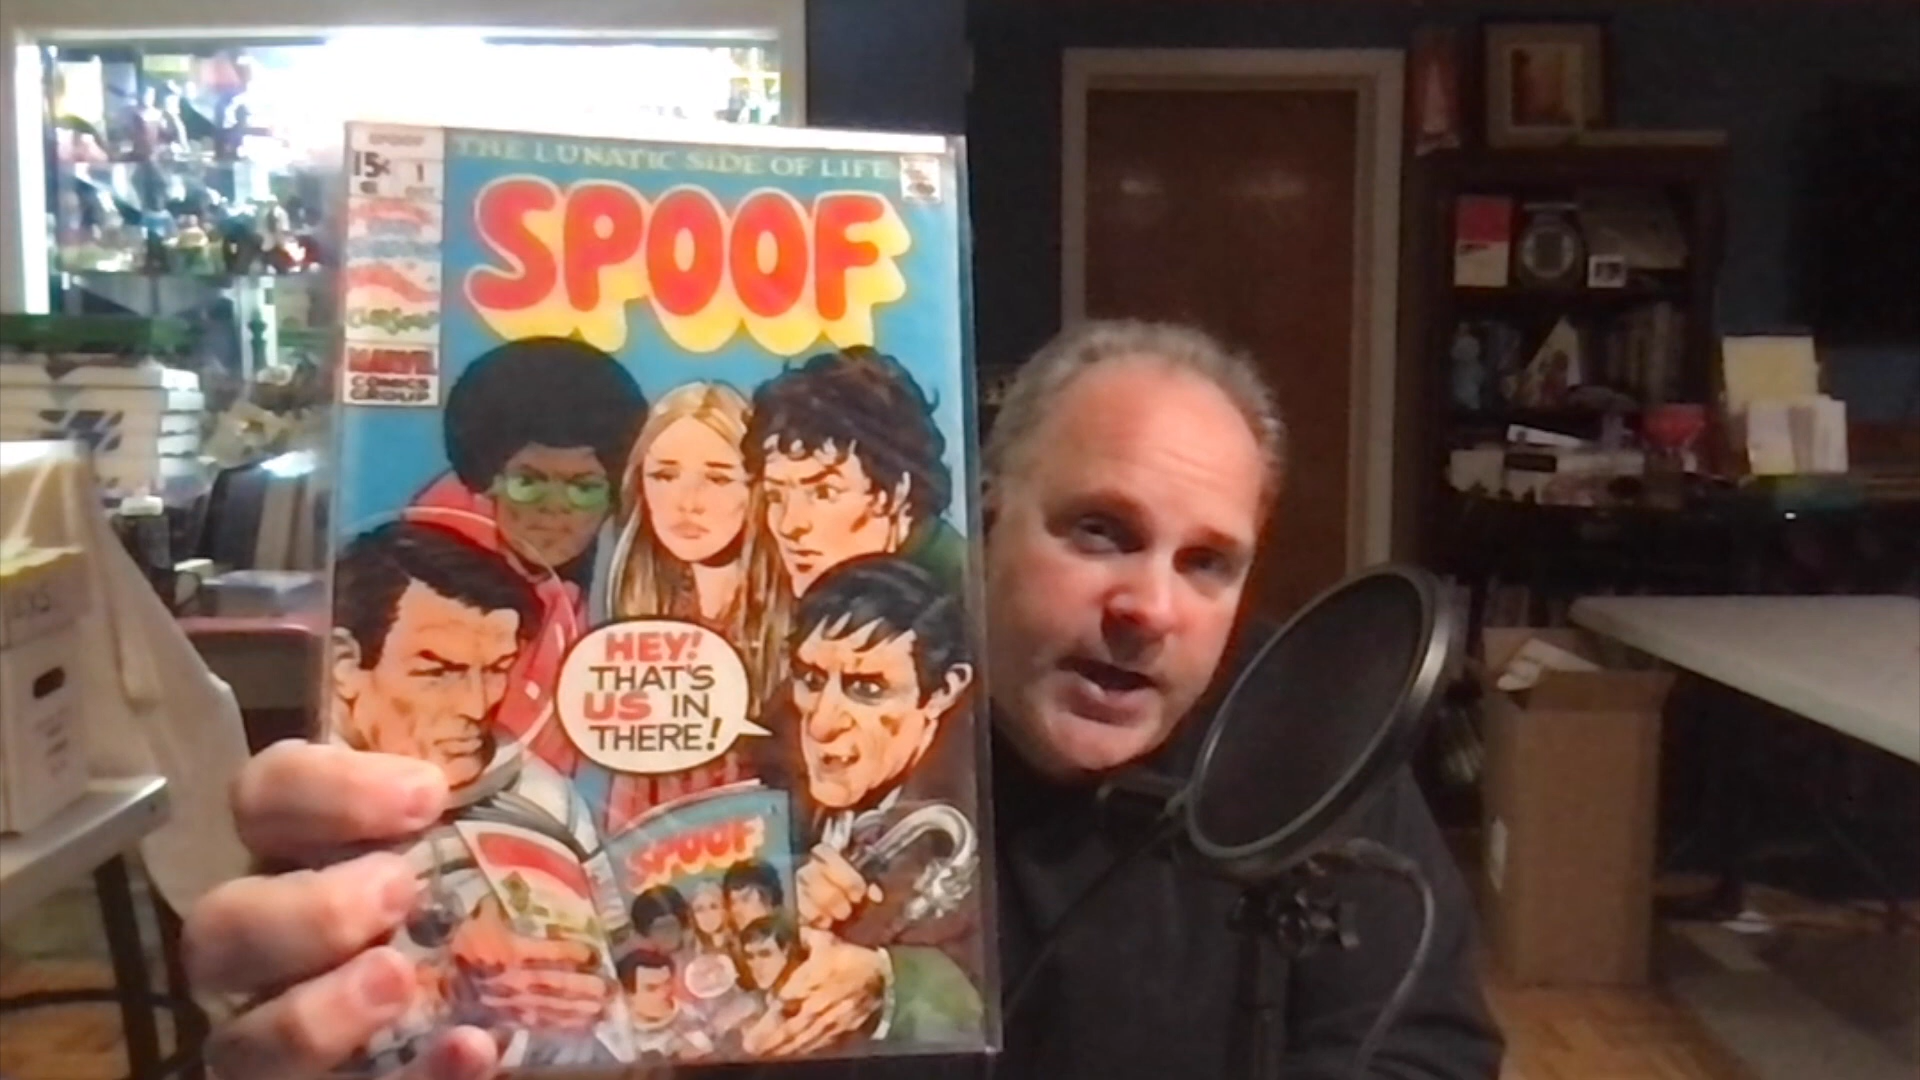 SPOOF
15¢
1
THE LUNATIC SIDE OF LIFE
SPOOF
MARVEL
COMICS
GROUP
HEY!
THAT'S
US IN
THERE!
SPOOF